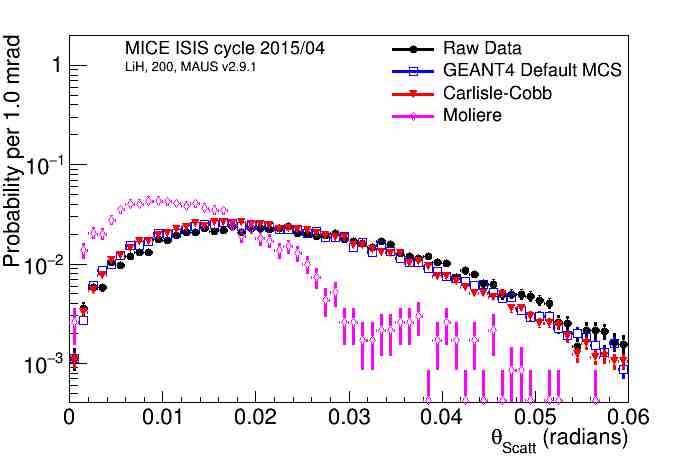 MICE ISIS cycle 2015/04
LiH, 200, MAUS v2.9.1
Raw Data
GEANT4 Default MCS
Carlisle-Cobb
Moliere
Probability per 1.0 mrad
1
10⁻¹
10⁻²
10⁻³
0 0.01 0.02 0.03 0.04 0.05 0.06
θ_Scatt (radians)